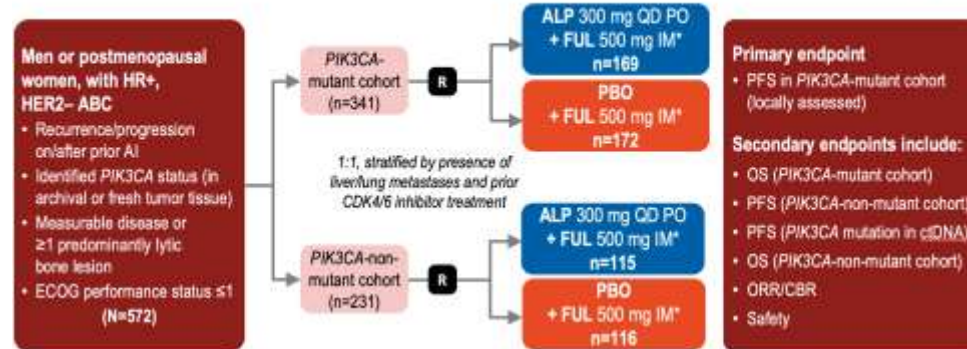 Men or postmenopausal
women, with HR+,
HER2– ABC
• Recurrence/progression
on/after prior AI
• Identified PIK3CA status (in
archival or fresh tumor tissue)
• Measurable disease or
≥1 predominantly lytic
bone lesion
• ECOG performance status ≤1
(N=572)
PIK3CA-
mutant cohort
(n=341)
R
ALP 300 mg QD PO
+ FUL 500 mg IM*
n=169
PBO
+ FUL 500 mg IM*
n=172
1:1, stratified by presence of
liver/lung metastases and prior
CDK4/6 inhibitor treatment
PIK3CA-non-
mutant cohort
(n=231)
R
ALP 300 mg QD PO
+ FUL 500 mg IM*
n=115
PBO
+ FUL 500 mg IM*
n=116
Primary endpoint
• PFS in PIK3CA-mutant cohort
(locally assessed)
Secondary endpoints include:
• OS (PIK3CA-mutant cohort)
• PFS (PIK3CA-non-mutant cohort)
• PFS (PIK3CA mutation in ctDNA)
• OS (PIK3CA-non-mutant cohort)
• ORR/CBR
• Safety